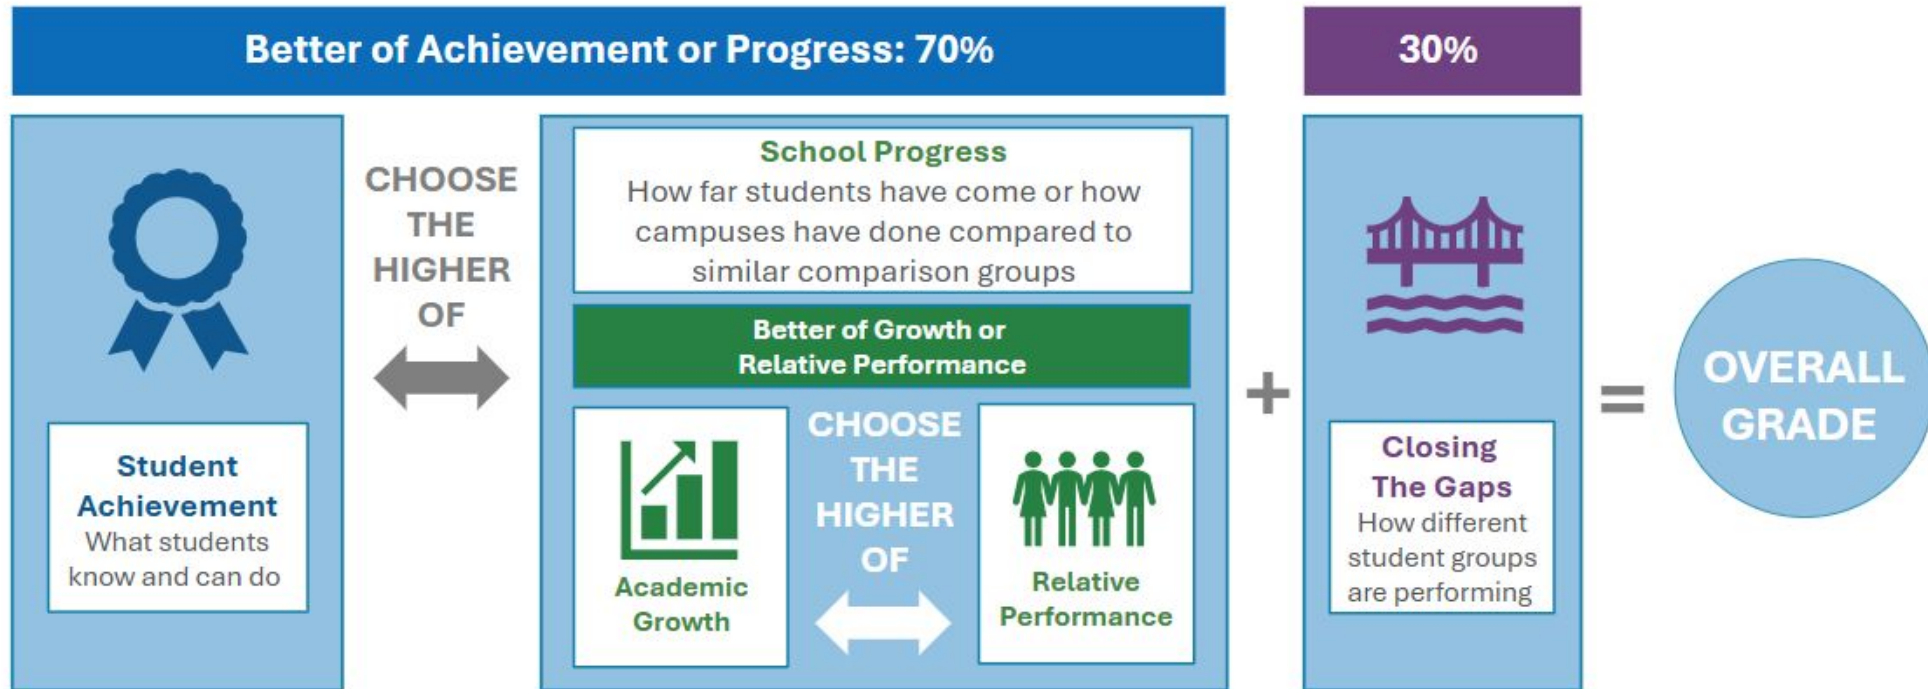 Better of Achievement or Progress: 70%
30%
Student
Achievement
What students
know and can do
CHOOSE
THE
HIGHER
OF
School Progress
How far students have come or how
campuses have done compared to
similar comparison groups
Better of Growth or
Relative Performance
Academic
Growth
CHOOSE
THE
HIGHER
OF
Relative
Performance
+
Closing
The Gaps
How different
student groups
are performing
=
OVERALL
GRADE